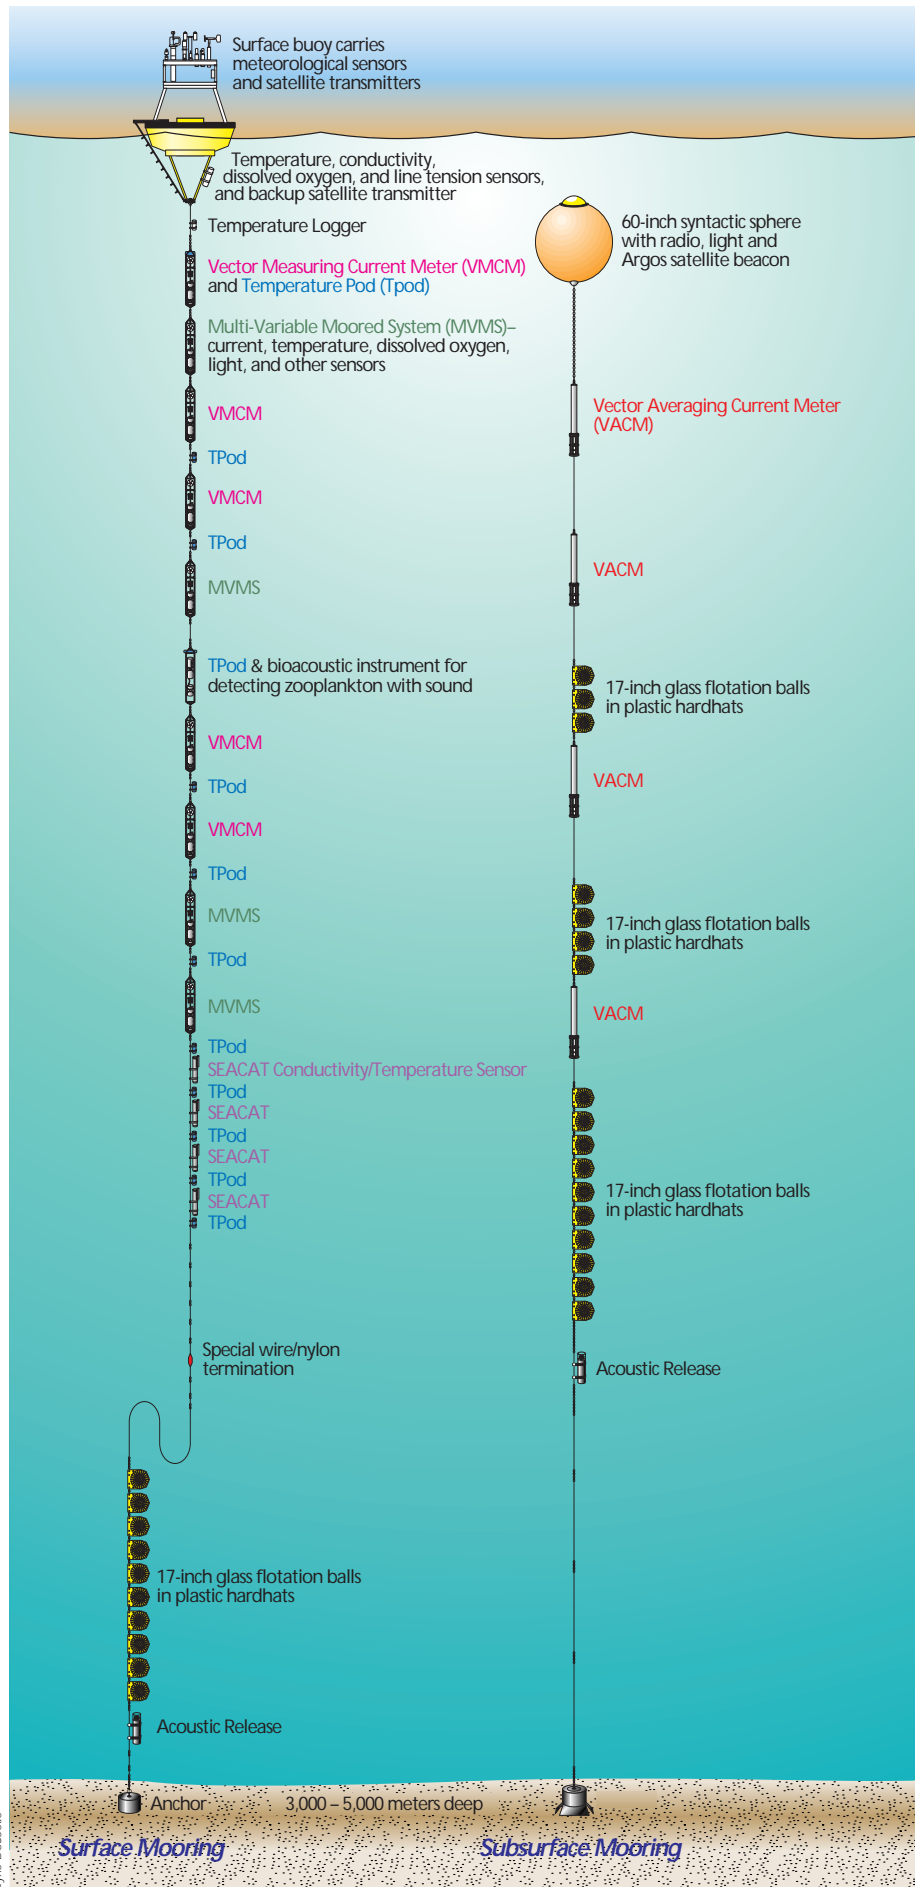 Surface buoy carries
meteorological sensors
and satellite transmitters
Temperature, conductivity,
dissolved oxygen, and line tension sensors,
and backup satellite transmitter
Temperature Logger
Vector Measuring Current Meter (VMCM)
and Temperature Pod (Tpod)
Multi-Variable Moored System (MVMS)–
current, temperature, dissolved oxygen,
light, and other sensors
VMCM
TPod
VMCM
TPod
MVMS
TPod & bioacoustic instrument for
detecting zooplankton with sound
VMCM
TPod
VMCM
TPod
MVMS
TPod
MVMS
TPod
SEACAT Conductivity/Temperature Sensor
TPod
SEACAT
TPod
SEACAT
TPod
SEACAT
TPod
Special wire/nylon
termination
17-inch glass flotation balls
in plastic hardhats
Acoustic Release
Anchor
3,000 – 5,000 meters deep
Surface Mooring
60-inch syntactic sphere
with radio, light and
Argos satellite beacon
Vector Averaging Current Meter
(VACM)
VACM
17-inch glass flotation balls
in plastic hardhats
VACM
17-inch glass flotation balls
in plastic hardhats
VACM
17-inch glass flotation balls
in plastic hardhats
Acoustic Release
Subsurface Mooring